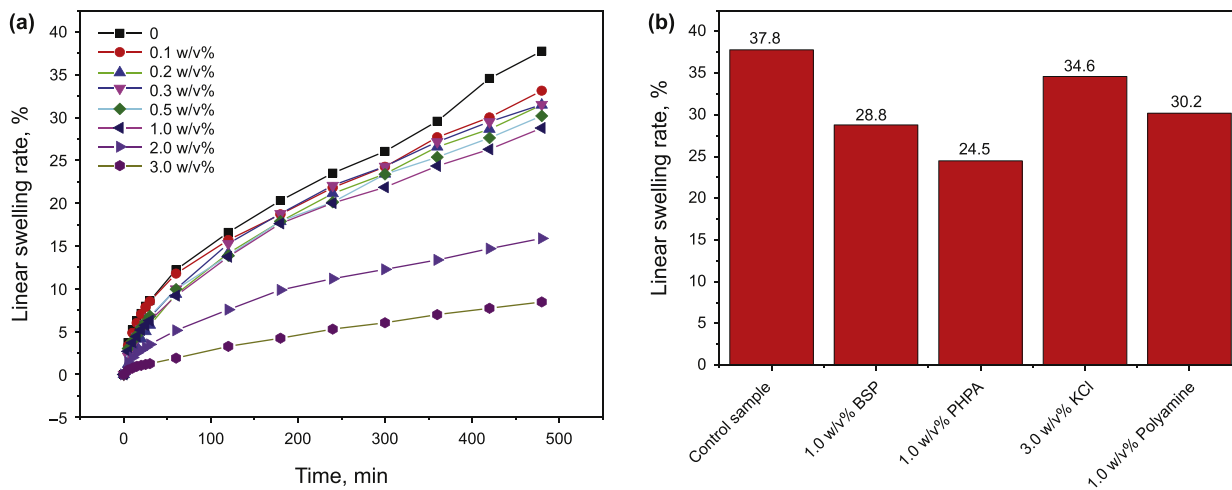 (a)
40
35
30
25
20
15
10
5
0
–5
Linear swelling rate, %
0
0.1 w/v%
0.2 w/v%
0.3 w/v%
0.5 w/v%
1.0 w/v%
2.0 w/v%
3.0 w/v%
0 100 200 300 400 500
Time, min
(b)
40
35
30
25
20
15
10
5
0
Linear swelling rate, %
37.8
28.8
24.5
34.6
30.2
Control sample
1.0 w/v% BSP
1.0 w/v% PHPA
3.0 w/v% KCl
1.0 w/v% Polyamine